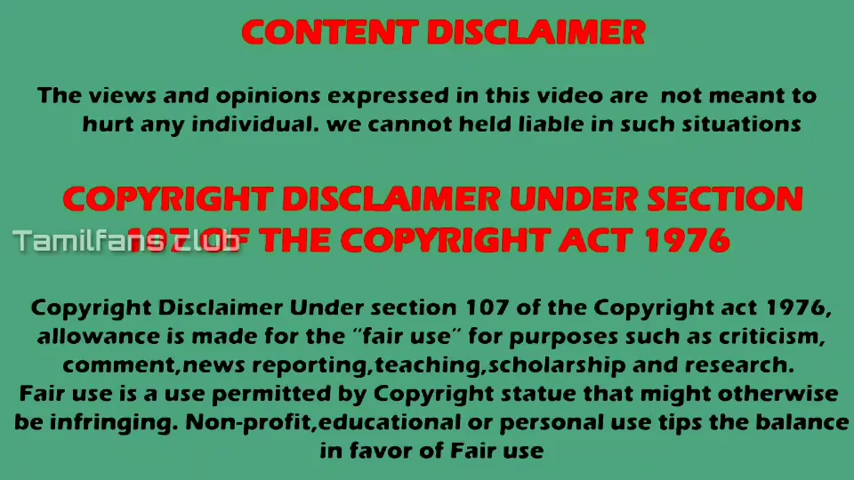 CONTENT DISCLAIMER
The views and opinions expressed in this video are not meant to
hurt any individual. we cannot held liable in such situations
COPYRIGHT DISCLAIMER UNDER SECTION
107 OF THE COPYRIGHT ACT 1976
Tamilfans club
Copyright Disclaimer Under section 107 of the Copyright act 1976,
allowance is made for the “fair use” for purposes such as criticism,
comment,news reporting,teaching,scholarship and research.
Fair use is a use permitted by Copyright statue that might otherwise
be infringing. Non-profit,educational or personal use tips the balance
in favor of Fair use